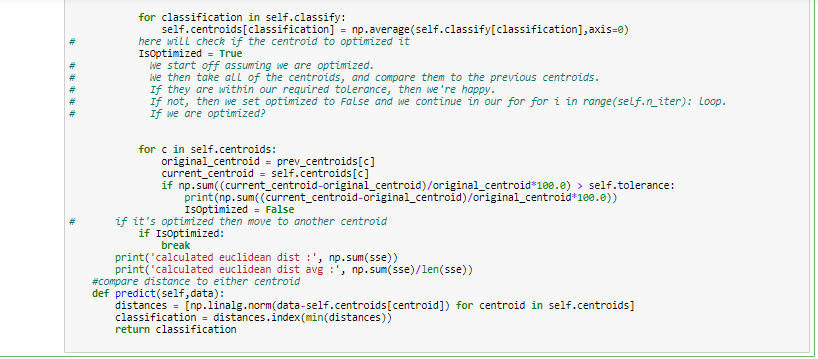 for classification in self.classify:
self.centroids[classification] = np.average(self.classify[classification],axis=0)
# here will check if the centroid to optimized it
IsOptimized = True
# We start off assuming we are optimized.
# We then take all of the centroids, and compare them to the previous centroids.
# If they are within our required tolerance, then we're happy.
# If not, then we set optimized to False and we continue in our for for i in range(self.n_iter): loop.
# If we are optimized?
for c in self.centroids:
original_centroid = prev_centroids[c]
current_centroid = self.centroids[c]
if np.sum((current_centroid-original_centroid)/original_centroid*100.0) > self.tolerance:
print(np.sum((current_centroid-original_centroid)/original_centroid*100.0))
IsOptimized = False
# if it's optimized then move to another centroid
if IsOptimized:
break
print('calculated euclidean dist :', np.sum(sse))
print('calculated euclidean dist avg :', np.sum(sse)/len(sse))
#compare distance to either centroid
def predict(self,data):
distances = [np.linalg.norm(data-self.centroids[centroid]) for centroid in self.centroids]
classification = distances.index(min(distances))
return classification